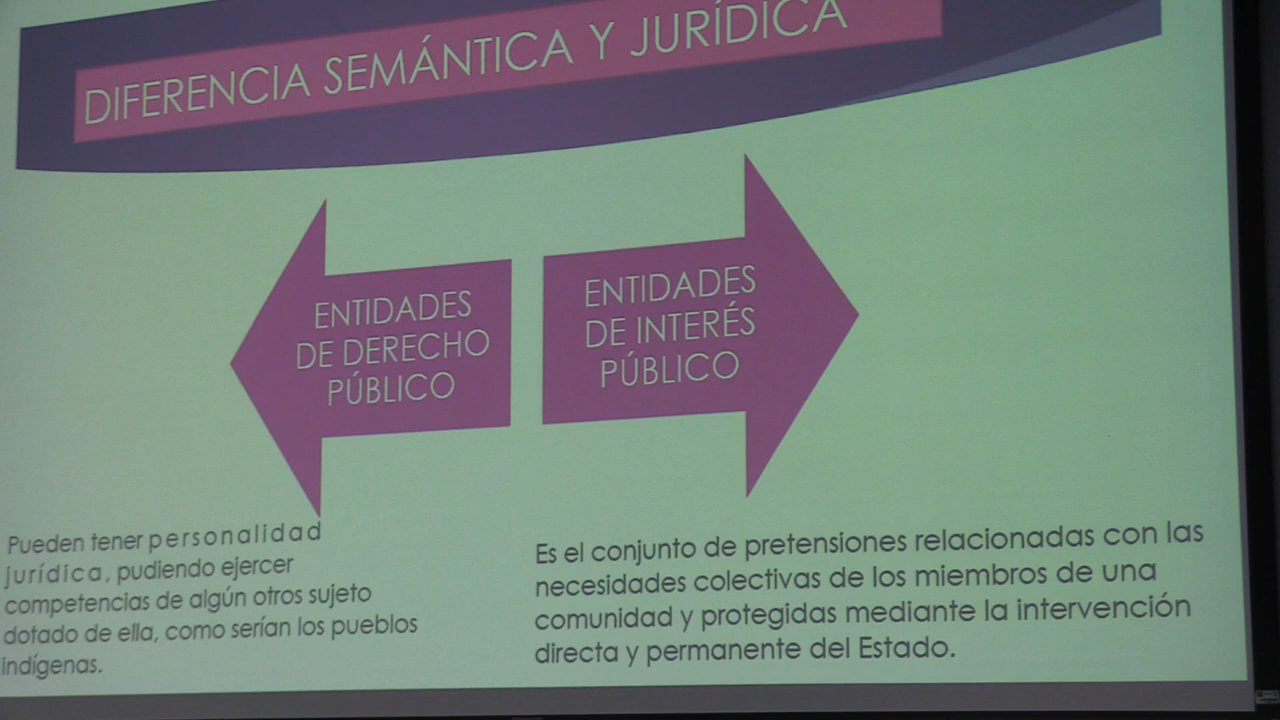 DIFERENCIA SEMÁNTICA Y JURÍDICA
ENTIDADES
DE DERECHO
PÚBLICO
ENTIDADES
DE INTERÉS
PÚBLICO
Pueden tener personalidad
jurídica, pudiendo ejercer
competencias de algún otros sujeto
dotado de ella, como serían los pueblos
indígenas.
Es el conjunto de pretensiones relacionadas con las
necesidades colectivas de los miembros de una
comunidad y protegidas mediante la intervención
directa y permanente del Estado.